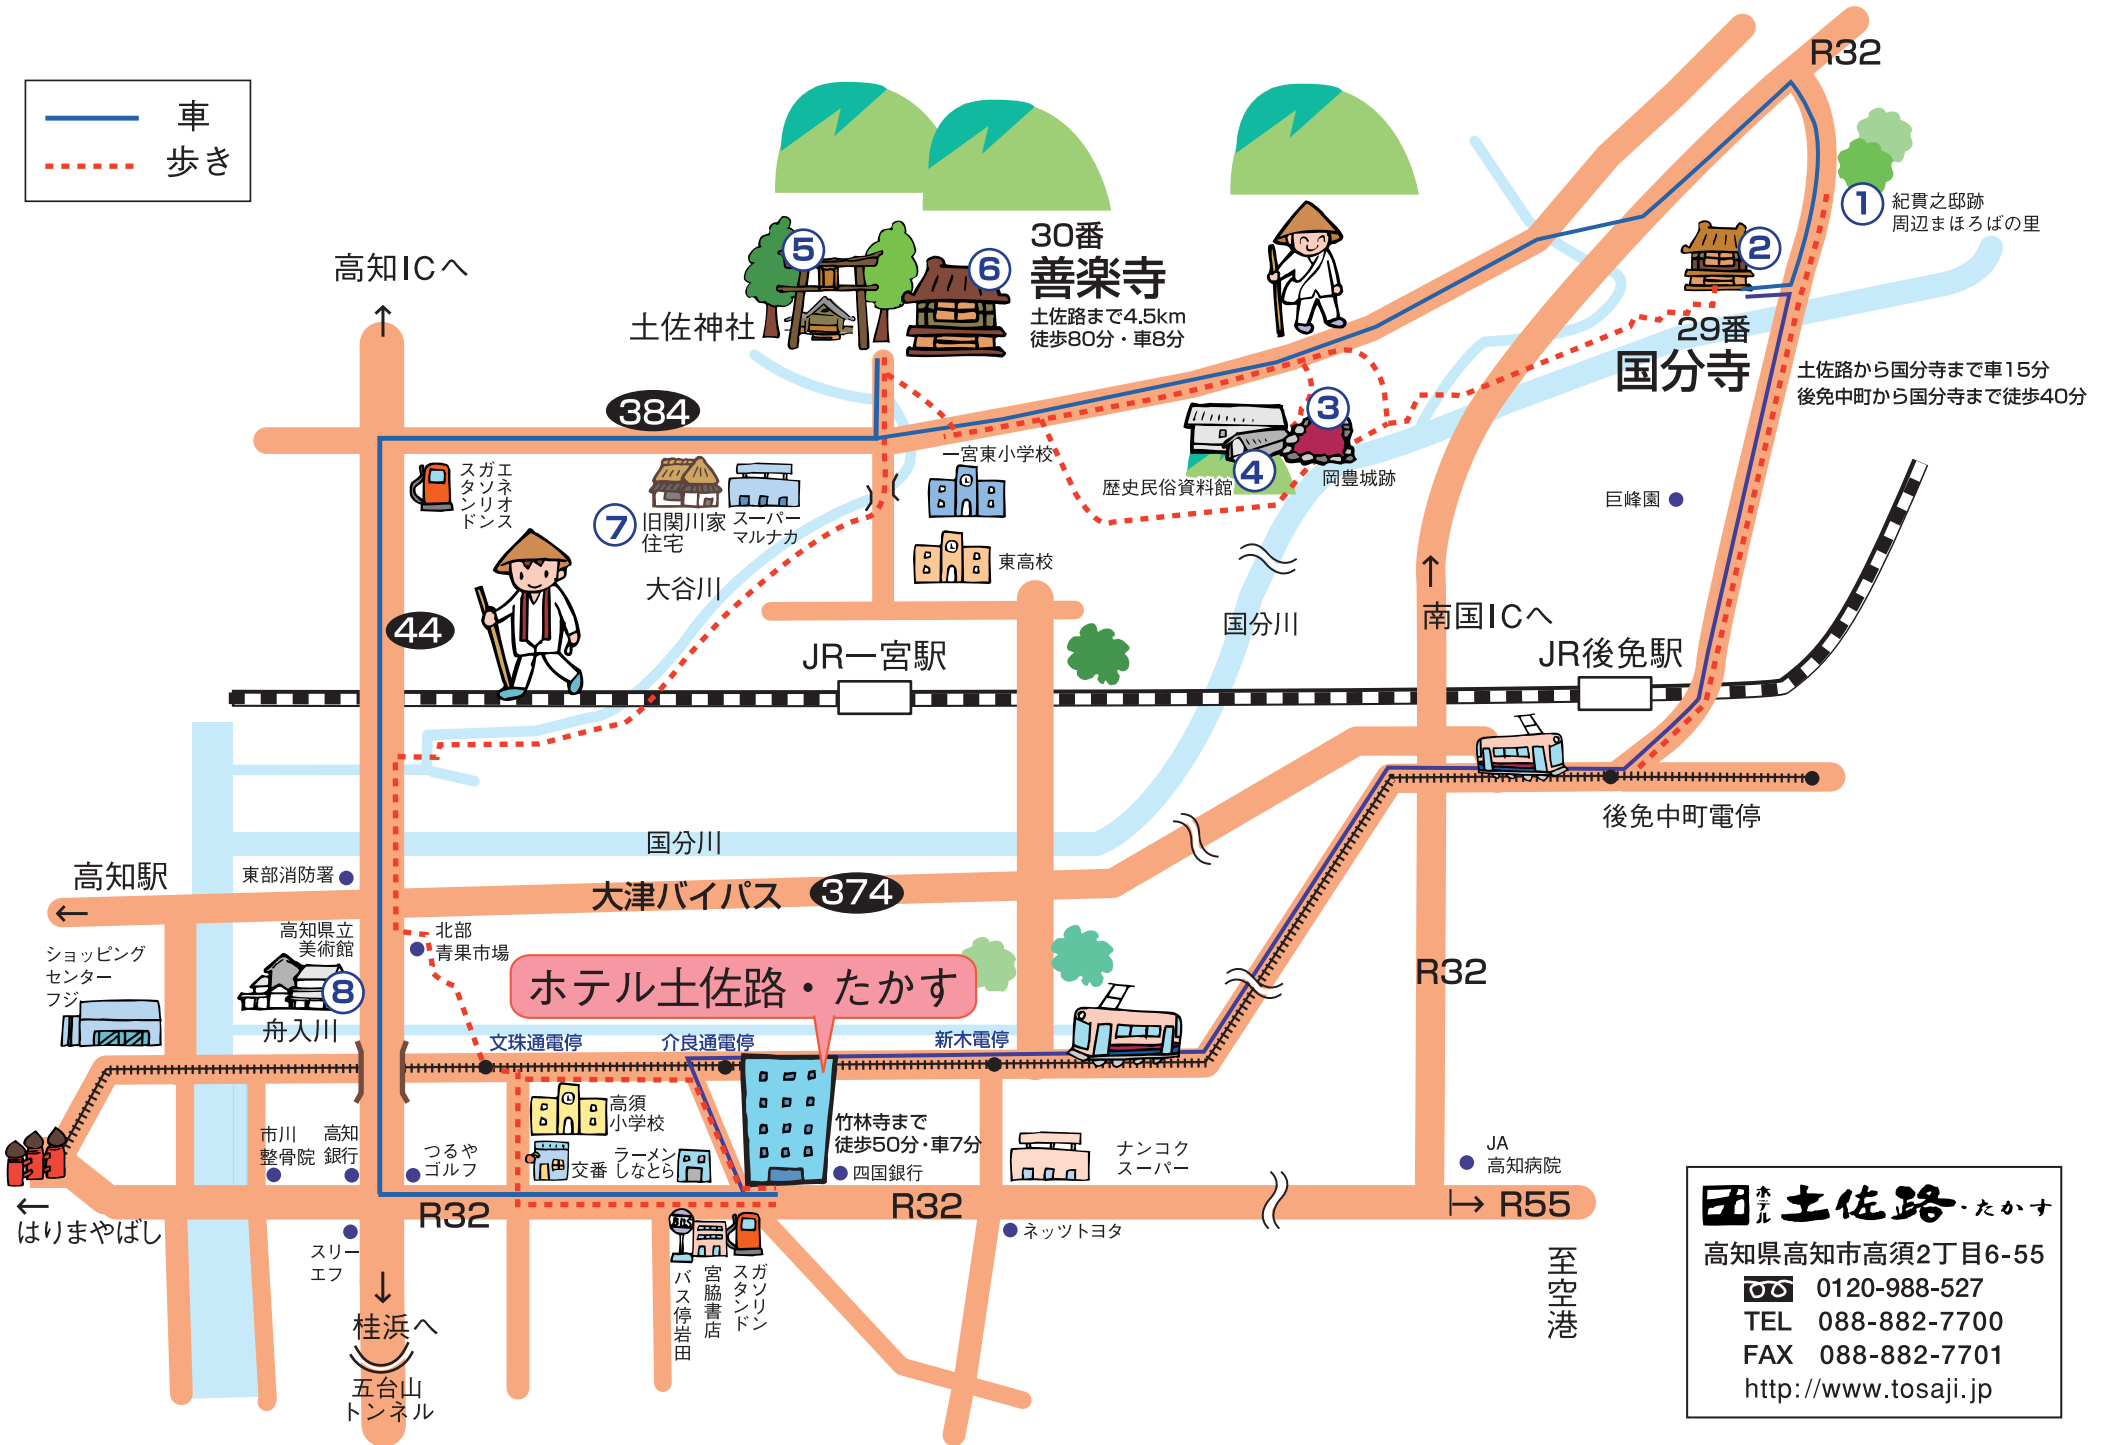 車
歩き
R32
①
紀貫之邸跡
周辺まほろばの里
②
29番
国分寺
土佐路から国分寺まで車15分
後免中町から国分寺まで徒歩40分
30番
善楽寺
土佐路まで4.5km
徒歩80分・車8分
⑤
⑥
土佐神社
高知ICへ
↑
384
エネオス
ガソリン
スタンド
⑦
旧関川家
住宅
スーパー
マルナカ
一宮東小学校
東高校
③
④
歴史民俗資料館
岡豊城跡
巨峰園
大谷川
44
国分川
↑
南国ICへ
JR一宮駅
JR後免駅
後免中町電停
国分川
高知駅
←
東部消防署
大津バイパス
374
高知県立
美術館
⑧
北部
青果市場
ショッピング
センター
フジ
舟入川
ホテル土佐路・たかす
R32
文珠通電停
介良通電停
新木電停
高須
小学校
交番
ラーメン
しなとら
竹林寺まで
徒歩50分・車7分
四国銀行
ナンコク
スーパー
市川
整骨院
高知
銀行
つるや
ゴルフ
←
はりまやばし
R32
R32
スリー
エフ
↓
桂浜へ
五台山
トンネル
BUS
バス停岩田
宮脇書店
ガソリン
スタンド
ネッツトヨタ
JA
高知病院
→ R55
至空港
ホテル 土佐路・たかす
高知県高知市高須2丁目6-55
0120-988-527
TEL 088-882-7700
FAX 088-882-7701
http://www.tosaji.jp